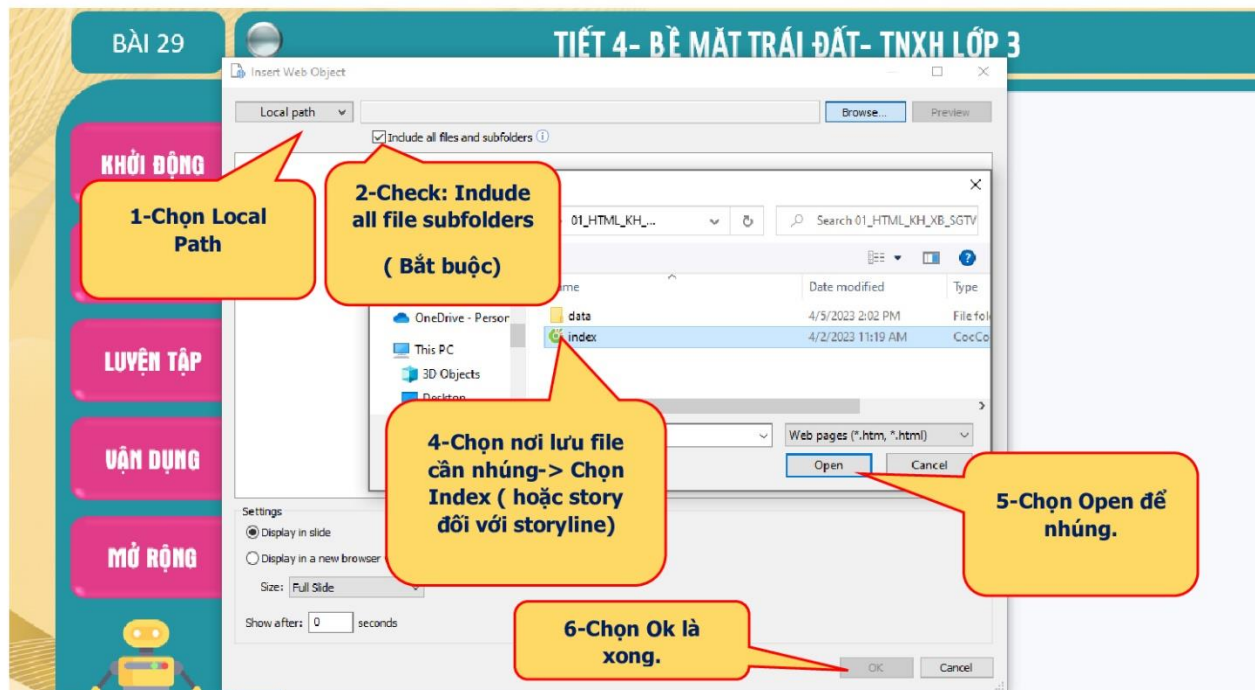 BÀI 29
TIẾT 4- BỀ MẶT TRÁI ĐẤT- TNXH LỚP 3
Insert Web Object
Local path
Browse...
Preview
Include all files and subfolders
KHỞI ĐỘNG
1-Chọn Local
Path
2-Check: Indude
all file subfolders
( Bắt buộc)
01_HTML_KH_...
Search 01_HTML_KH_XB_SGTV
Date modified
Type
OneDrive - Person
data
4/5/2023 2:02 PM
File fol
index
4/2/2023 11:19 AM
CocCo
This PC
3D Objects
Desktop
LUYỆN TẬP
4-Chọn nơi lưu file
cần nhúng-> Chọn
Index ( hoặc story
đối với storyline)
Web pages (*.htm, *.html)
Open
Cancel
VẬN DỤNG
5-Chọn Open để
nhúng.
Settings
Display in slide
Display in a new browser
Size: Full Slide
MỞ RỘNG
Show after: 0 seconds
6-Chọn Ok là
xong.
OK
Cancel